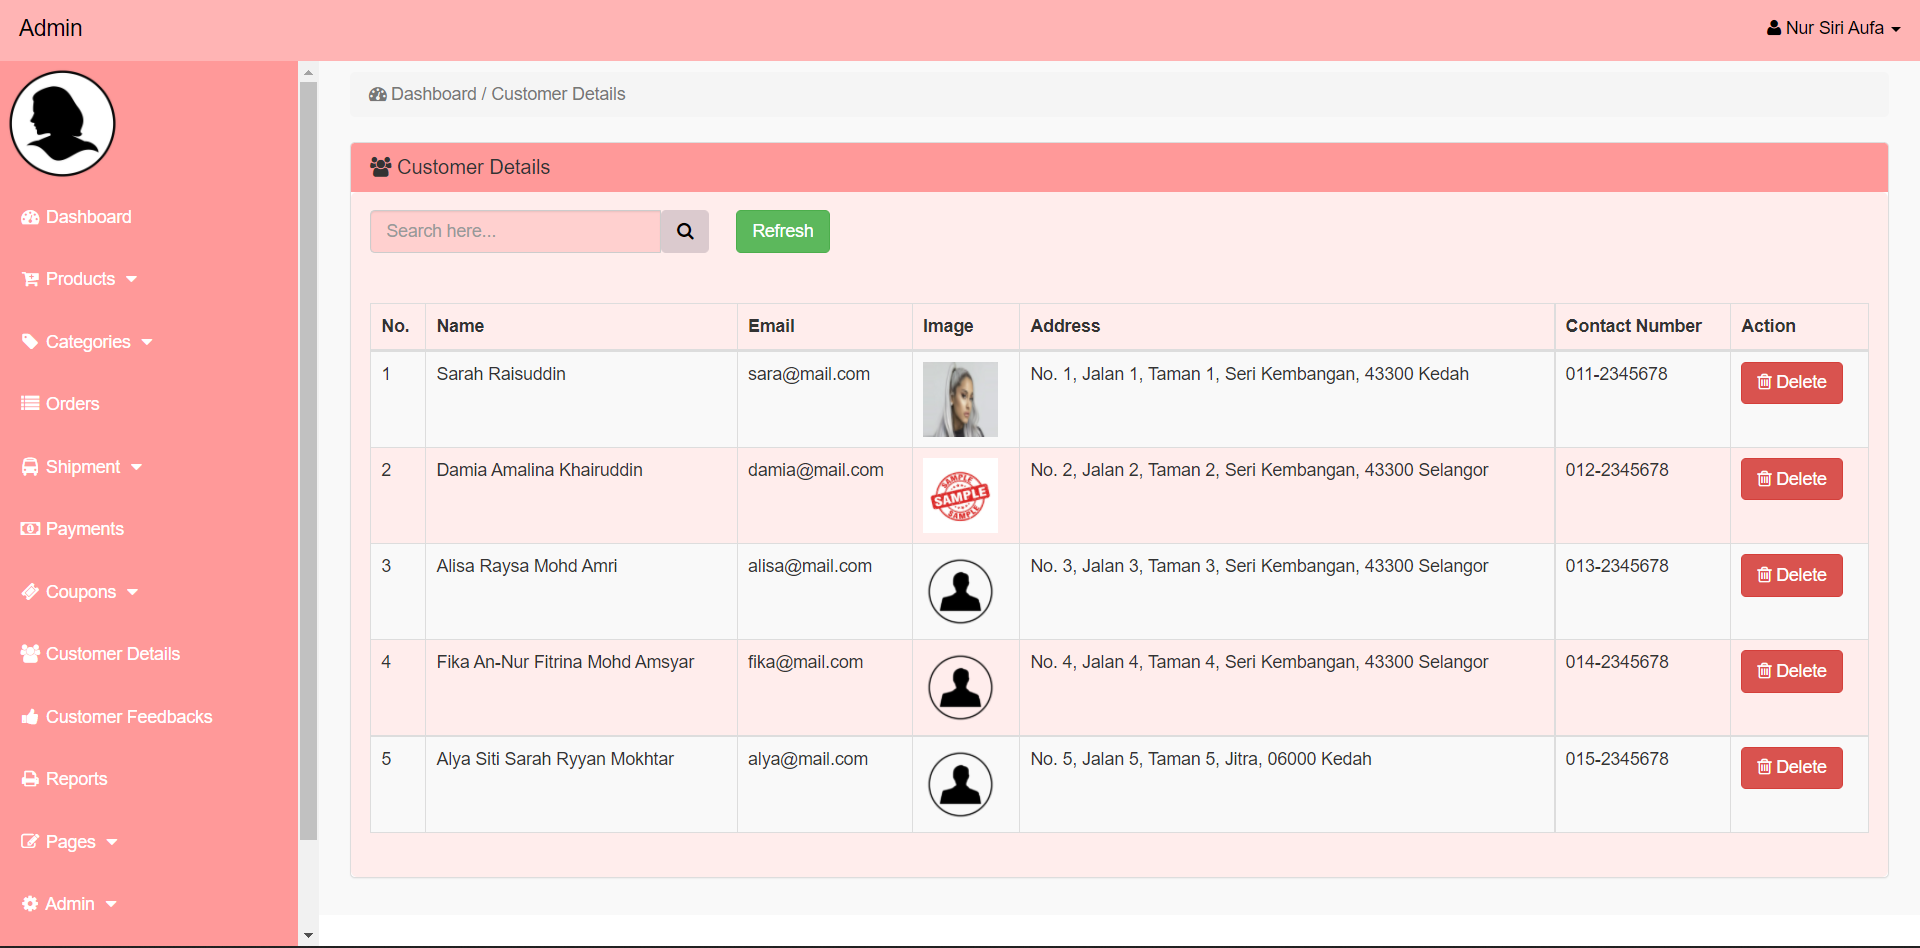 Admin
Nur Siri Aufa
Dashboard
Products
Categories
Orders
Shipment
Payments
Coupons
Customer Details
Customer Feedbacks
Reports
Pages
Admin
Dashboard / Customer Details
Customer Details
Search here...
Refresh
No. Name Email Image Address Contact Number Action
1 Sarah Raisuddin sara@mail.com No. 1, Jalan 1, Taman 1, Seri Kembangan, 43300 Kedah 011-2345678 Delete
2 Damia Amalina Khairuddin damia@mail.com No. 2, Jalan 2, Taman 2, Seri Kembangan, 43300 Selangor 012-2345678 Delete
SAMPLE
SAMPLE
SAMPLE
3 Alisa Raysa Mohd Amri alisa@mail.com No. 3, Jalan 3, Taman 3, Seri Kembangan, 43300 Selangor 013-2345678 Delete
4 Fika An-Nur Fitrina Mohd Amsyar fika@mail.com No. 4, Jalan 4, Taman 4, Seri Kembangan, 43300 Selangor 014-2345678 Delete
5 Alya Siti Sarah Ryyan Mokhtar alya@mail.com No. 5, Jalan 5, Taman 5, Jitra, 06000 Kedah 015-2345678 Delete